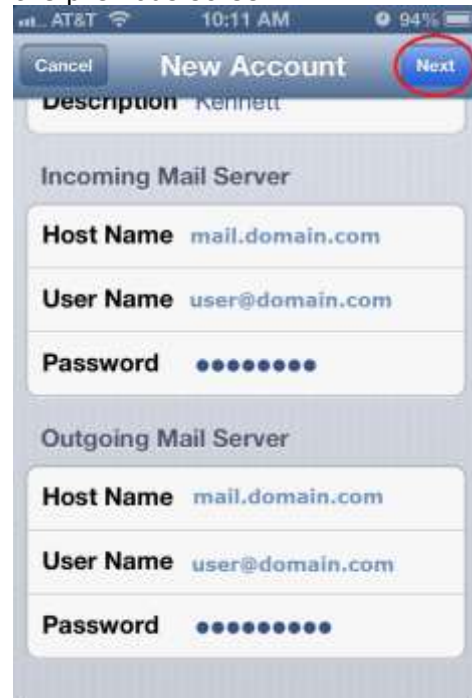 AT&T 10:11 AM 94%
Cancel New Account Next
Description Kennett
Incoming Mail Server
Host Name mail.domain.com
User Name user@domain.com
Password ●●●●●●●●
Outgoing Mail Server
Host Name mail.domain.com
User Name user@domain.com
Password ●●●●●●●●●